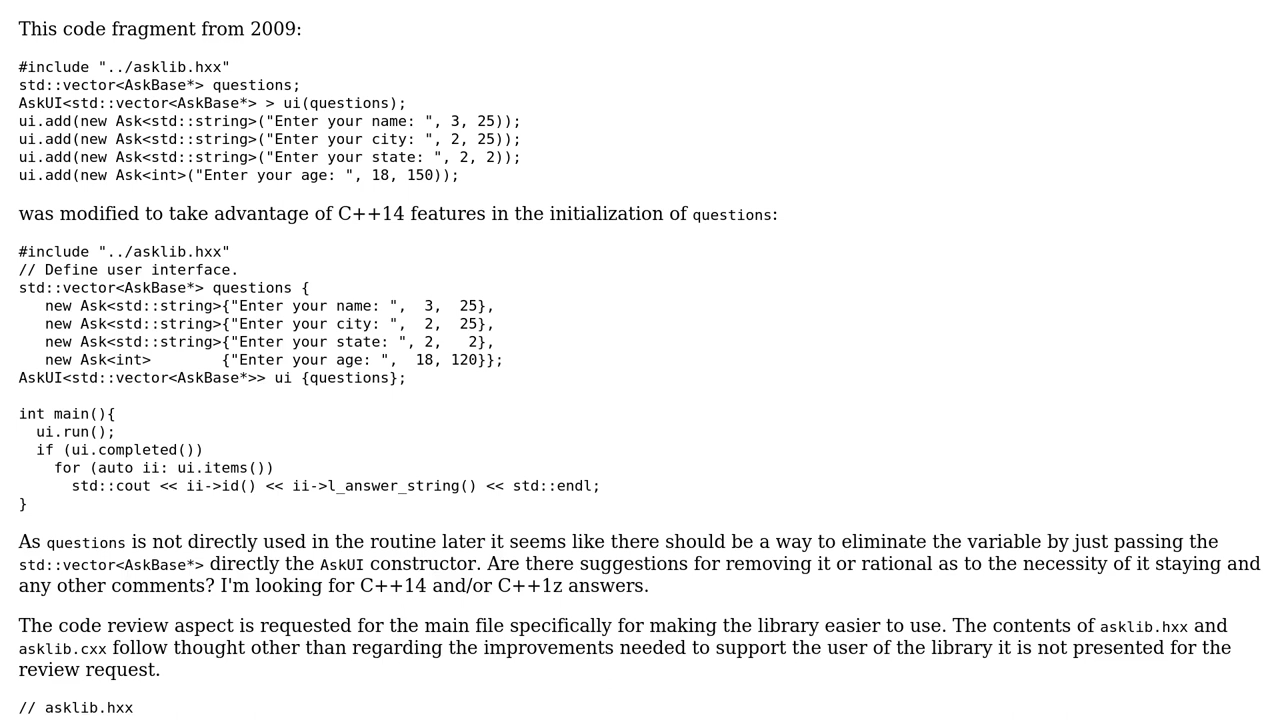 This code fragment from 2009:
#include "../asklib.hxx"
std::vector<AskBase*> questions;
AskUI<std::vector<AskBase*> > ui(questions);
ui.add(new Ask<std::string>("Enter your name: ", 3, 25));
ui.add(new Ask<std::string>("Enter your city: ", 2, 25));
ui.add(new Ask<std::string>("Enter your state: ", 2, 2));
ui.add(new Ask<int>("Enter your age: ", 18, 150));
was modified to take advantage of C++14 features in the initialization of questions:
#include "../asklib.hxx"
// Define user interface.
std::vector<AskBase*> questions {
   new Ask<std::string>{"Enter your name: ",  3,  25},
   new Ask<std::string>{"Enter your city: ",  2,  25},
   new Ask<std::string>{"Enter your state: ", 2,   2},
   new Ask<int>        {"Enter your age: ",  18, 120}};
AskUI<std::vector<AskBase*>> ui {questions};
int main(){
  ui.run();
  if (ui.completed())
    for (auto ii: ui.items())
      std::cout << ii->id() << ii->l_answer_string() << std::endl;
}
As questions is not directly used in the routine later it seems like there should be a way to eliminate the variable by just passing the
std::vector<AskBase*> directly the AskUI constructor. Are there suggestions for removing it or rational as to the necessity of it staying and
any other comments? I'm looking for C++14 and/or C++1z answers.
The code review aspect is requested for the main file specifically for making the library easier to use. The contents of asklib.hxx and
asklib.cxx follow thought other than regarding the improvements needed to support the user of the library it is not presented for the
review request.
// asklib.hxx